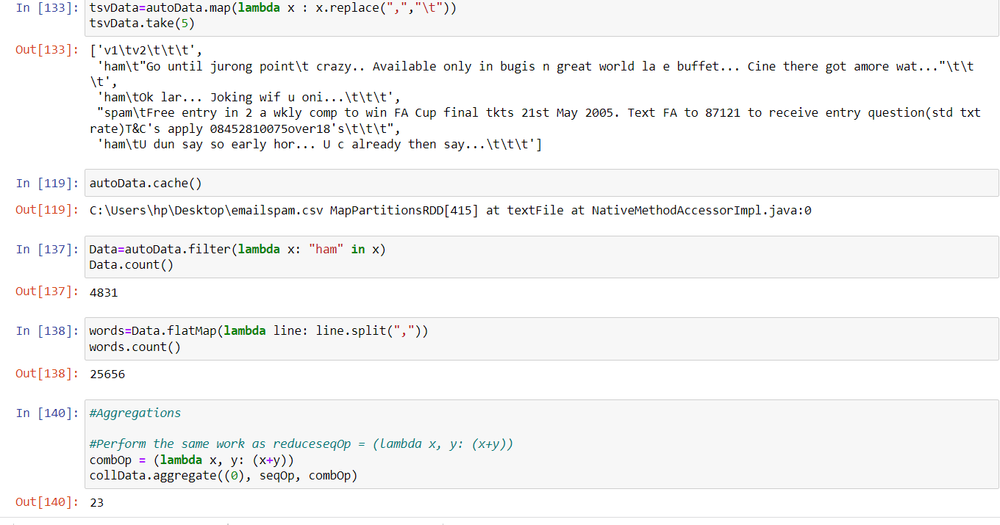 In [133]: tsvData=autoData.map(lambda x : x.replace(",","\t"))
tsvData.take(5)
Out[133]: ['v1\tv2\t\t\t',
'ham\t"Go until jurong point\t crazy.. Available only in bugis n great world la e buffet... Cine there got amore wat..."\t\t
\t',
'ham\tOk lar... Joking wif u oni...\t\t\t',
"spam\tFree entry in 2 a wkly comp to win FA Cup final tkts 21st May 2005. Text FA to 87121 to receive entry question(std txt
rate)T&C's apply 08452810075over18's\t\t\t",
'ham\tU dun say so early hor... U c already then say...\t\t\t']
In [119]: autoData.cache()
Out[119]: C:\Users\hp\Desktop\emailspam.csv MapPartitionsRDD[415] at textFile at NativeMethodAccessorImpl.java:0
In [137]: Data=autoData.filter(lambda x: "ham" in x)
Data.count()
Out[137]: 4831
In [138]: words=Data.flatMap(lambda line: line.split(","))
words.count()
Out[138]: 25656
In [140]: #Aggregations
#Perform the same work as reduceseqOp = (lambda x, y: (x+y))
combOp = (lambda x, y: (x+y))
collData.aggregate((0), seqOp, combOp)
Out[140]: 23